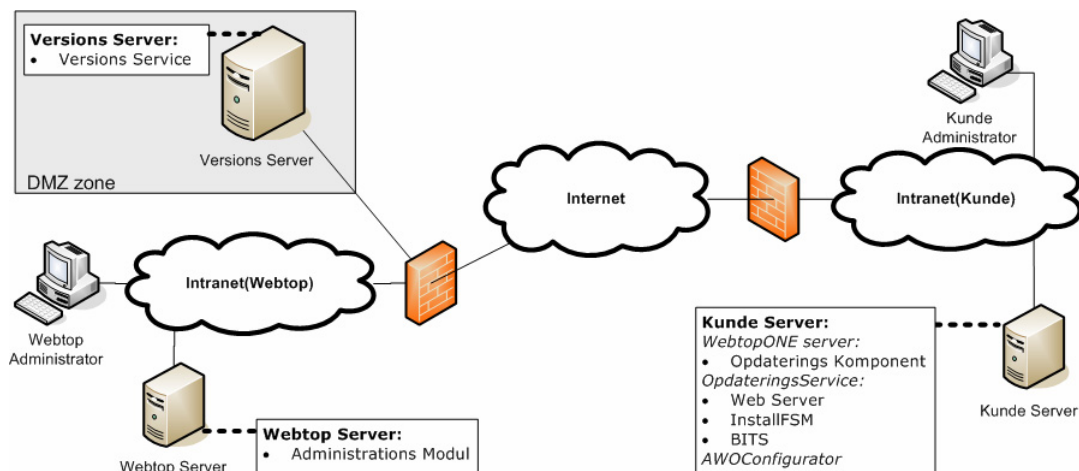 Versions Server:
• Versions Service
Versions Server
DMZ zone
Kunde
Administrator
Internet
Intranet(Kunde)
Intranet(Webtop)
Webtop
Administrator
Webtop Server
Webtop Server:
• Administrations Modul
Kunde Server:
WebtopONE server:
• Opdaterings Komponent
OpdateringsService:
• Web Server
• InstallFSM
• BITS
AWOConfigurator
Kunde Server